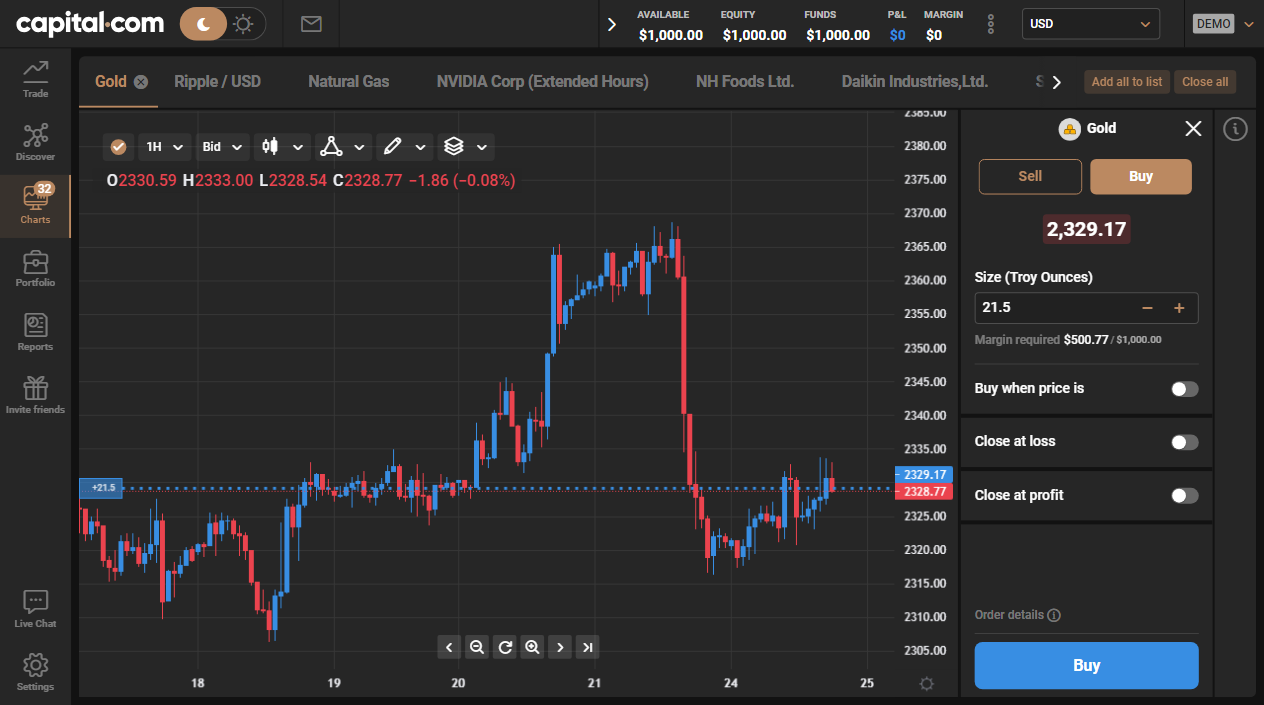 capital.com
AVAILABLE
$1,000.00
EQUITY
$1,000.00
FUNDS
$1,000.00
P&L
$0
MARGIN
$0
USD
DEMO
Trade
Discover
32
Charts
Portfolio
Reports
Invite friends
Live Chat
Settings
Gold
Ripple / USD
Natural Gas
NVIDIA Corp (Extended Hours)
NH Foods Ltd.
Daikin Industries,Ltd.
Add all to list
Close all
1H
Bid
O2330.59 H2333.00 L2328.54 C2328.77 −1.86 (−0.08%)
+21.5
2385.00
2380.00
2375.00
2370.00
2365.00
2360.00
2355.00
2350.00
2345.00
2340.00
2335.00
2329.17
2328.77
2325.00
2320.00
2315.00
2310.00
2305.00
18 19 20 21 24 25
Gold
Sell
Buy
2,329.17
Size (Troy Ounces)
21.5
Margin required $500.77 / $1,000.00
Buy when price is
Close at loss
Close at profit
Order details
Buy